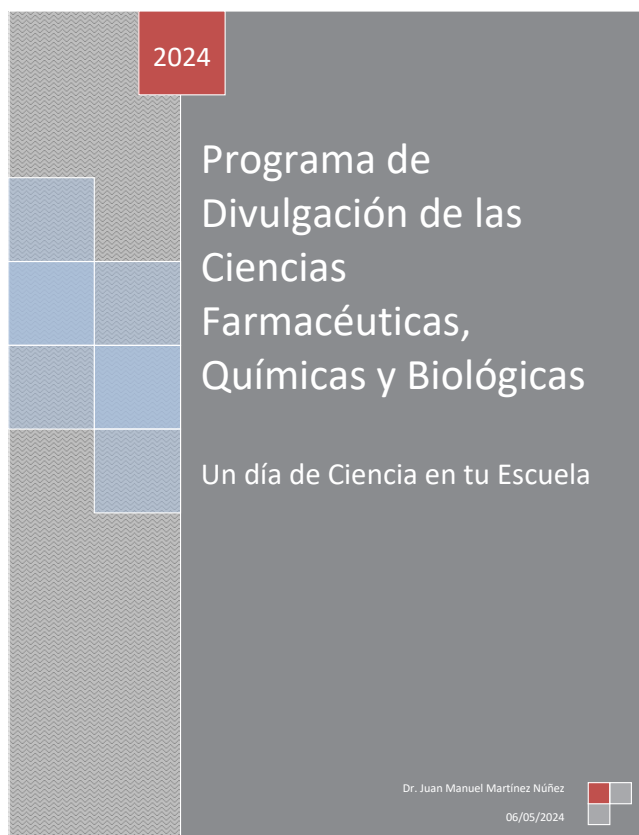 2024
Programa de
Divulgación de las
Ciencias
Farmacéuticas,
Químicas y Biológicas
Un día de Ciencia en tu Escuela
Dr. Juan Manuel Martínez Núñez
06/05/2024